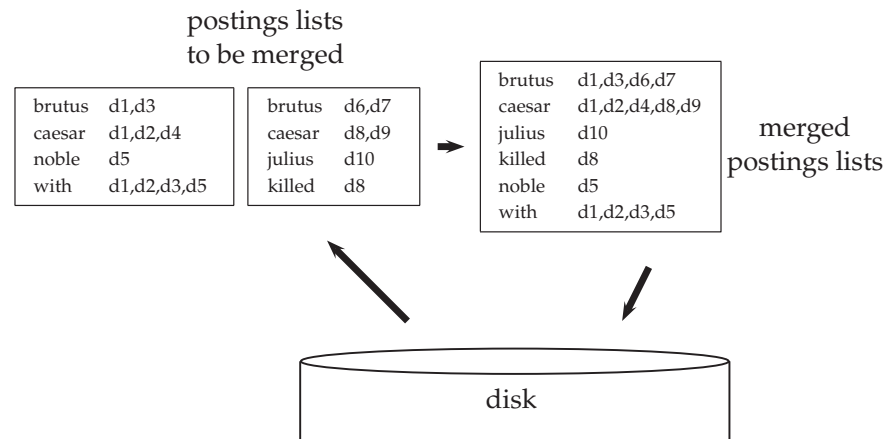 postings lists
to be merged
brutus d1,d3
caesar d1,d2,d4
noble d5
with d1,d2,d3,d5
brutus d6,d7
caesar d8,d9
julius d10
killed d8
brutus d1,d3,d6,d7
caesar d1,d2,d4,d8,d9
julius d10
killed d8
noble d5
with d1,d2,d3,d5
merged
postings lists
disk